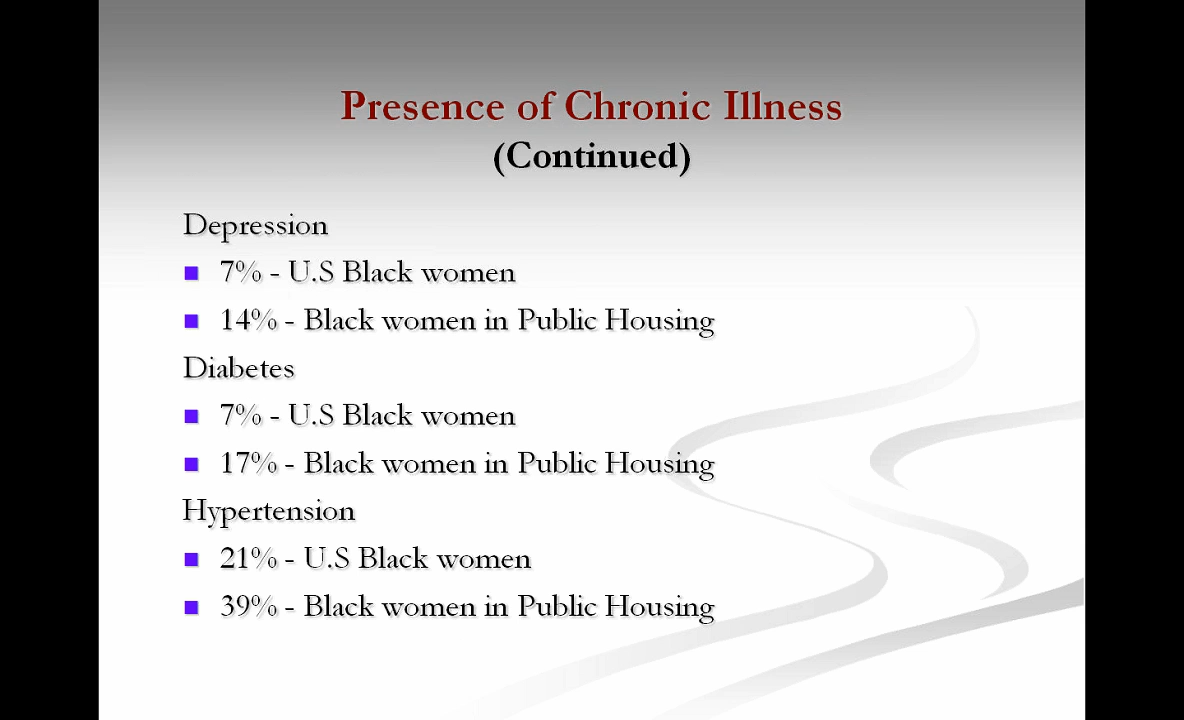 Presence of Chronic Illness
(Continued)
Depression
7% - U.S Black women
14% - Black women in Public Housing
Diabetes
7% - U.S Black women
17% - Black women in Public Housing
Hypertension
21% - U.S Black women
39% - Black women in Public Housing